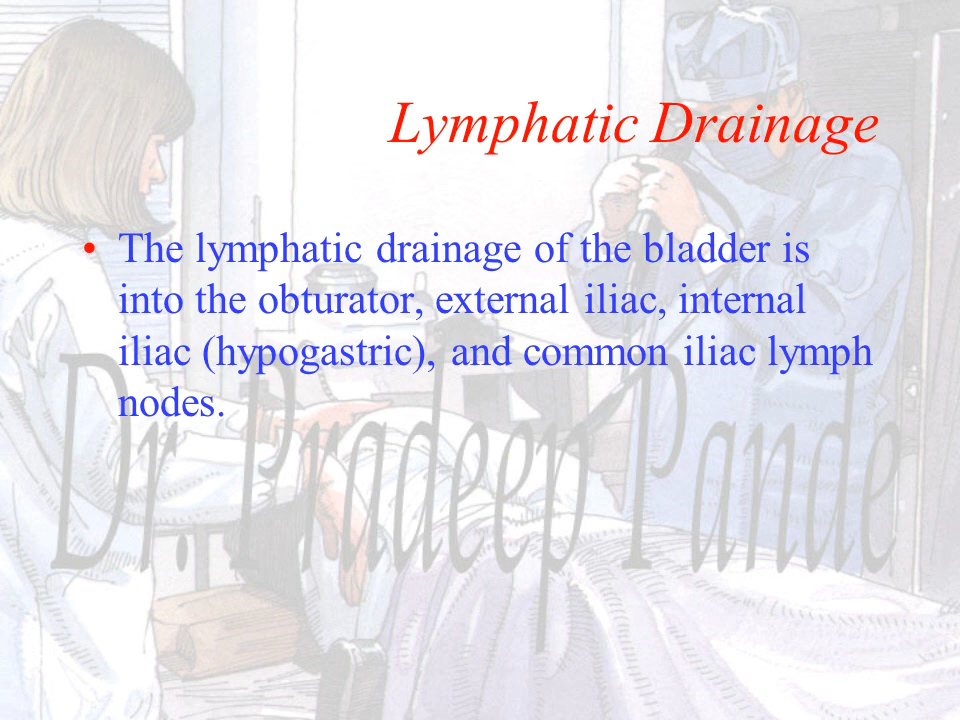 Lymphatic Drainage
• The lymphatic drainage of the bladder is
into the obturator, external iliac, internal
iliac (hypogastric), and common iliac lymph
nodes.
Dr. Pradeep Pande